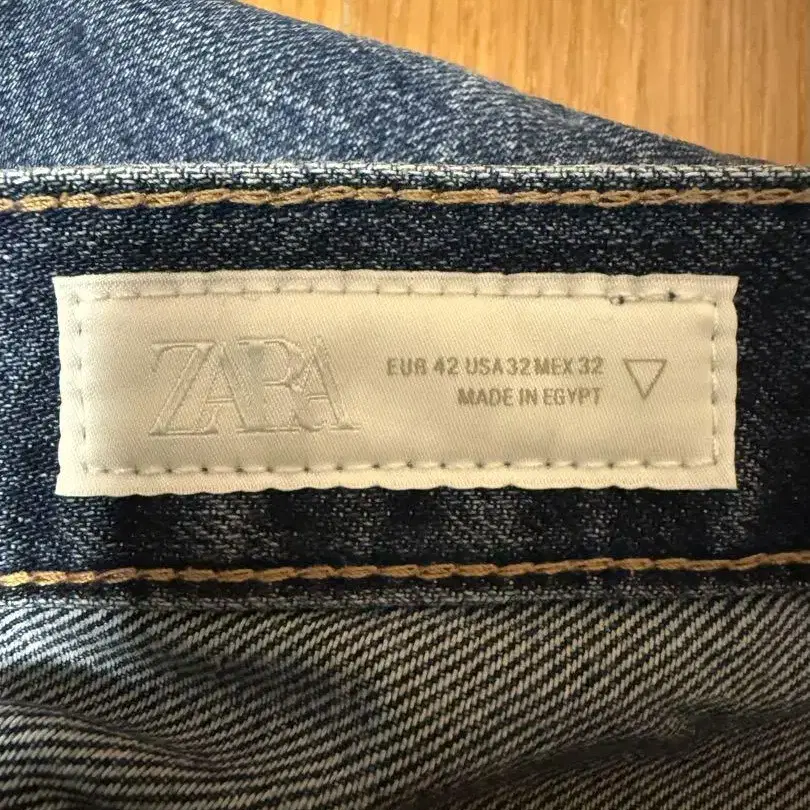 ZARA
EUR 42 USA 32 MEX 32
MADE IN EGYPT